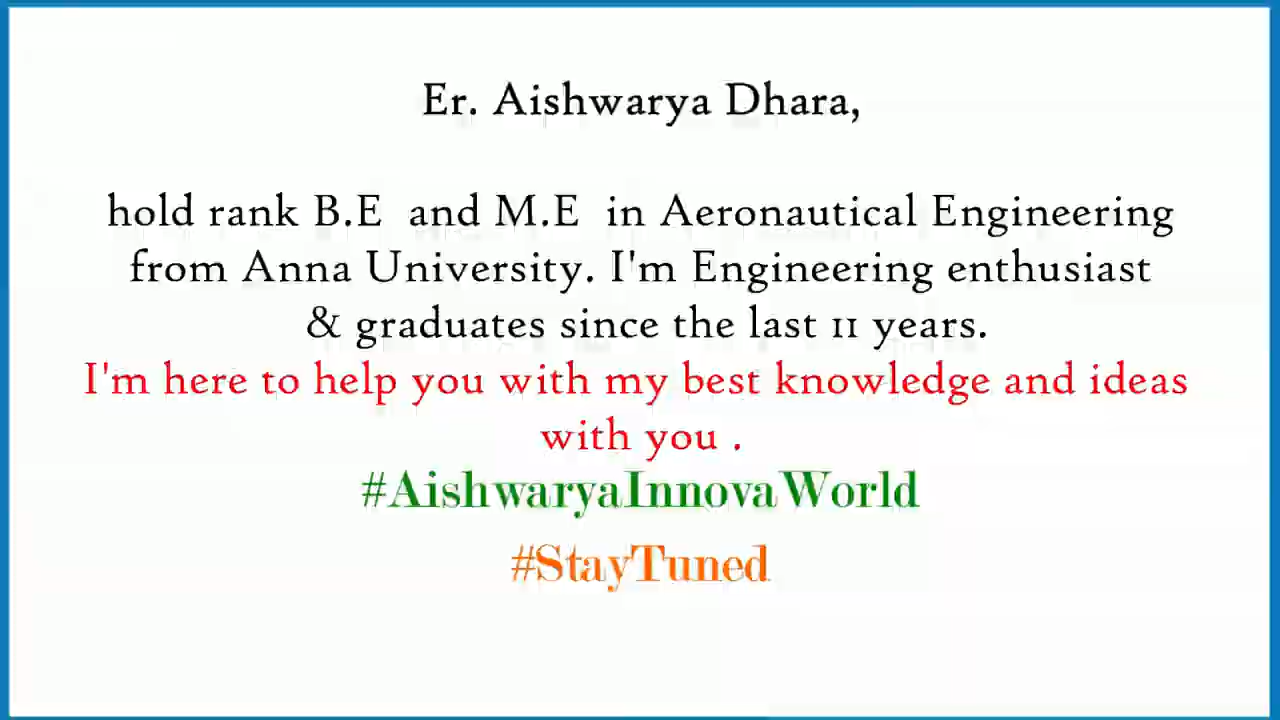 Er. Aishwarya Dhara,
hold rank B.E and M.E in Aeronautical Engineering
from Anna University. I'm Engineering enthusiast
& graduates since the last 11 years.
I'm here to help you with my best knowledge and ideas
with you .
#AishwaryaInnovaWorld
#StayTuned